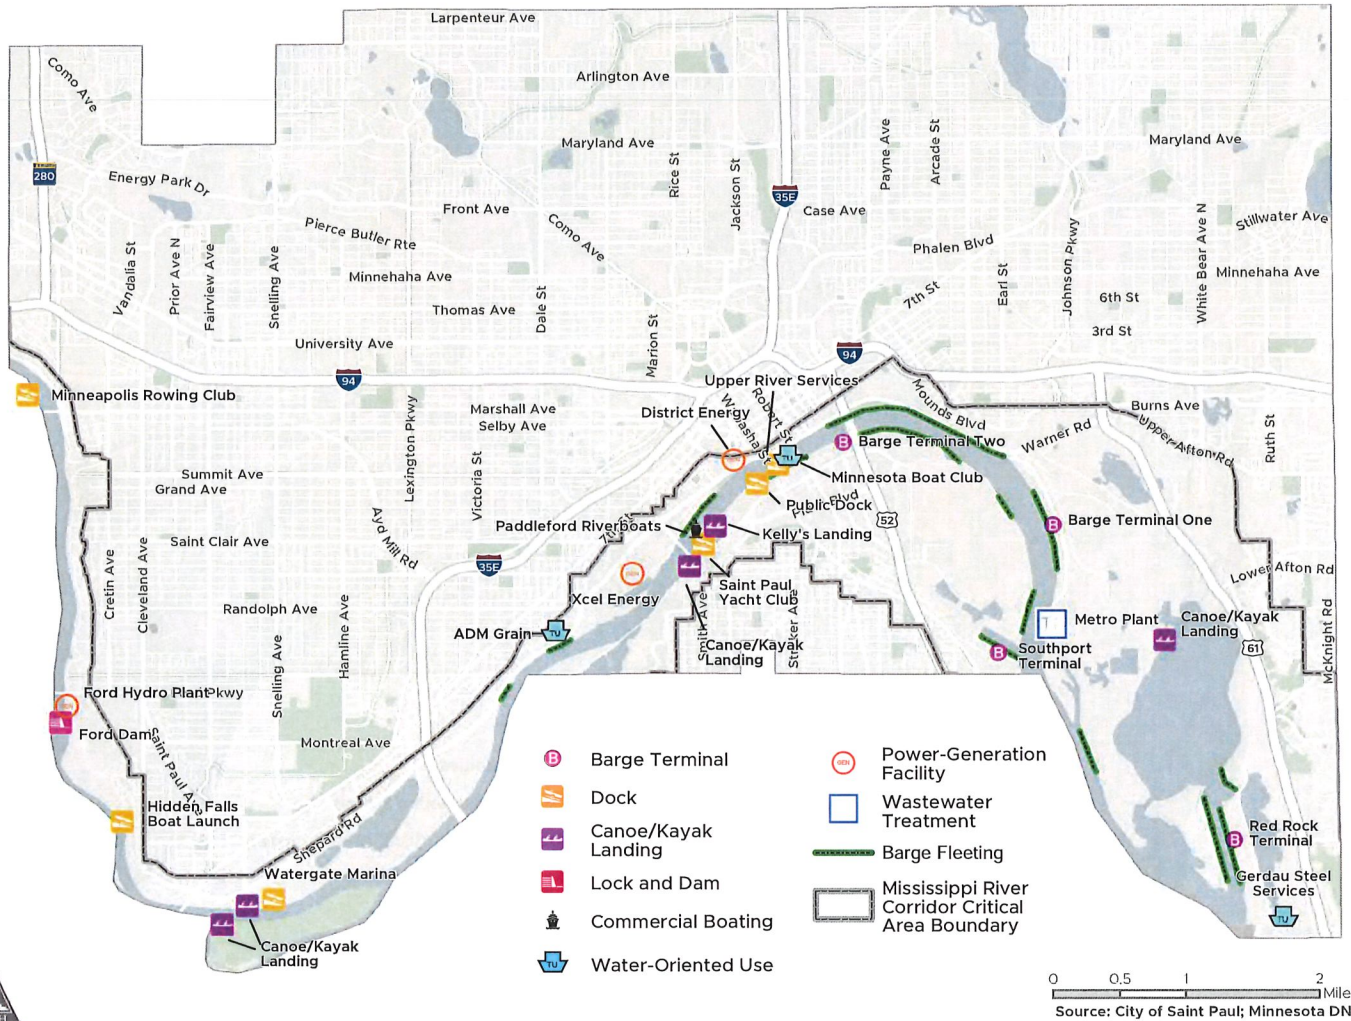 Larpenteur Ave
Como Ave
Arlington Ave
Maryland Ave
Payne Ave
Arcade St
Maryland Ave
280
Energy Park Dr
Rice St
Jackson St
35E
Front Ave
Case Ave
Como Ave
Pierce Butler Rte
Stillwater Ave
Phalen Blvd
Vandalia St
Prior Ave N
Fairview Ave
Snelling Ave
Minnehaha Ave
Earl St
Johnson Pkwy
White Bear Ave N
Minnehaha Ave
7th St
6th St
Thomas Ave
Dale St
Marion St
3rd St
University Ave
94
94
Upper River Services
Minneapolis Rowing Club
Mounds Blvd
Burns Ave
Marshall Ave
Selby Ave
District Energy
Wabasha St
Robert St
Warner Rd
Upper Afton Rd
Ruth St
Lexington Pkwy
Victoria St
B
Barge Terminal Two
GEN
TU
Summit Ave
Grand Ave
Minnesota Boat Club
Public Dock
Blvd
52
Paddleford Riverboats
7th St
Kelly's Landing
B
Barge Terminal One
Saint Clair Ave
Ayd Mill Rd
35E
Cretin Ave
Cleveland Ave
GEN
Xcel Energy
Saint Paul
Yacht Club
Lower Afton Rd
Randolph Ave
Hamline Ave
Smith Ave
Canoe/Kayak
Landing
ADM Grain
TU
Metro Plant
Canoe/Kayak
Landing
61
McKnight Rd
B
Southport
Terminal
Snelling Ave
Ford Hydro Plant
Pkwy
GEN
Ford Dam
Saint Paul Ave
Montreal Ave
Hidden Falls
Boat Launch
Shepard Rd
Watergate Marina
Canoe/Kayak
Landing
B
Red Rock
Terminal
Gerdau Steel
Services
TU
B
Barge Terminal
Dock
Canoe/Kayak
Landing
Lock and Dam
Commercial Boating
TU
Water-Oriented Use
GEN
Power-Generation
Facility
Wastewater
Treatment
Barge Fleeting
Mississippi River
Corridor Critical
Area Boundary
0 0.5 1 2
Mile
Source: City of Saint Paul; Minnesota DN